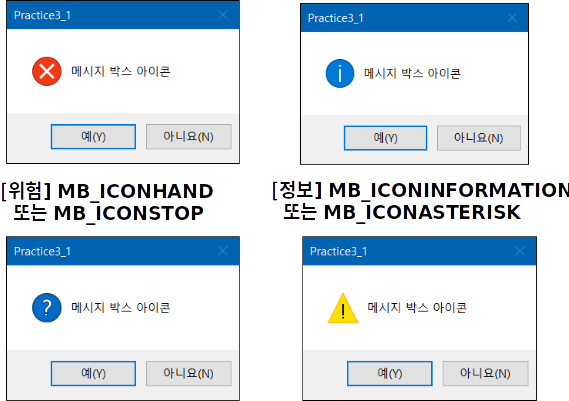 Practice3_1
메시지 박스 아이콘
예(Y)
아니요(N)
Practice3_1
메시지 박스 아이콘
예(Y)
아니요(N)
[위험] MB_ICONHAND
또는 MB_ICONSTOP
[정보] MB_ICONINFORMATION
또는 MB_ICONASTERISK
Practice3_1
메시지 박스 아이콘
예(Y)
아니요(N)
Practice3_1
메시지 박스 아이콘
예(Y)
아니요(N)